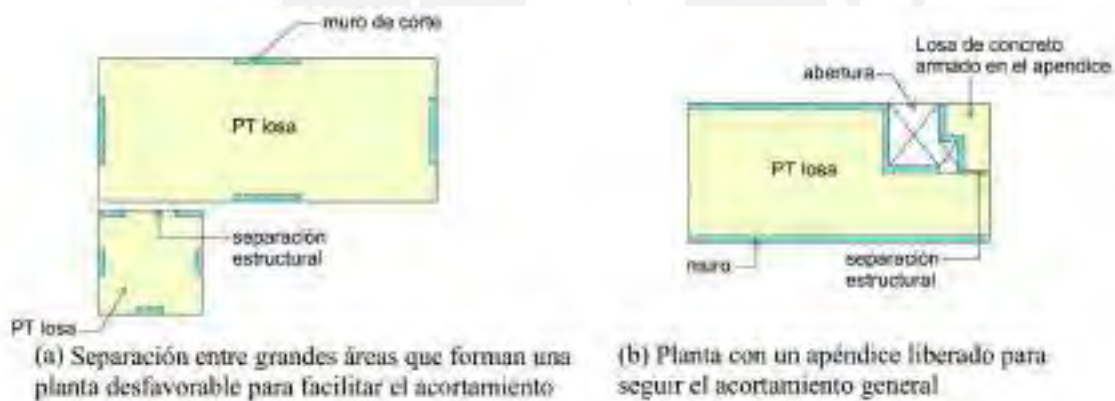 muro de corte
PT losa
separación
estructural
PT losa
(a) Separación entre grandes áreas que forman una
planta desfavorable para facilitar el acortamiento
Losa de concreto
armado en el apendice
abertura
PT losa
muro
separación
estructural
(b) Planta con un apéndice liberado para
seguir el acortamiento general